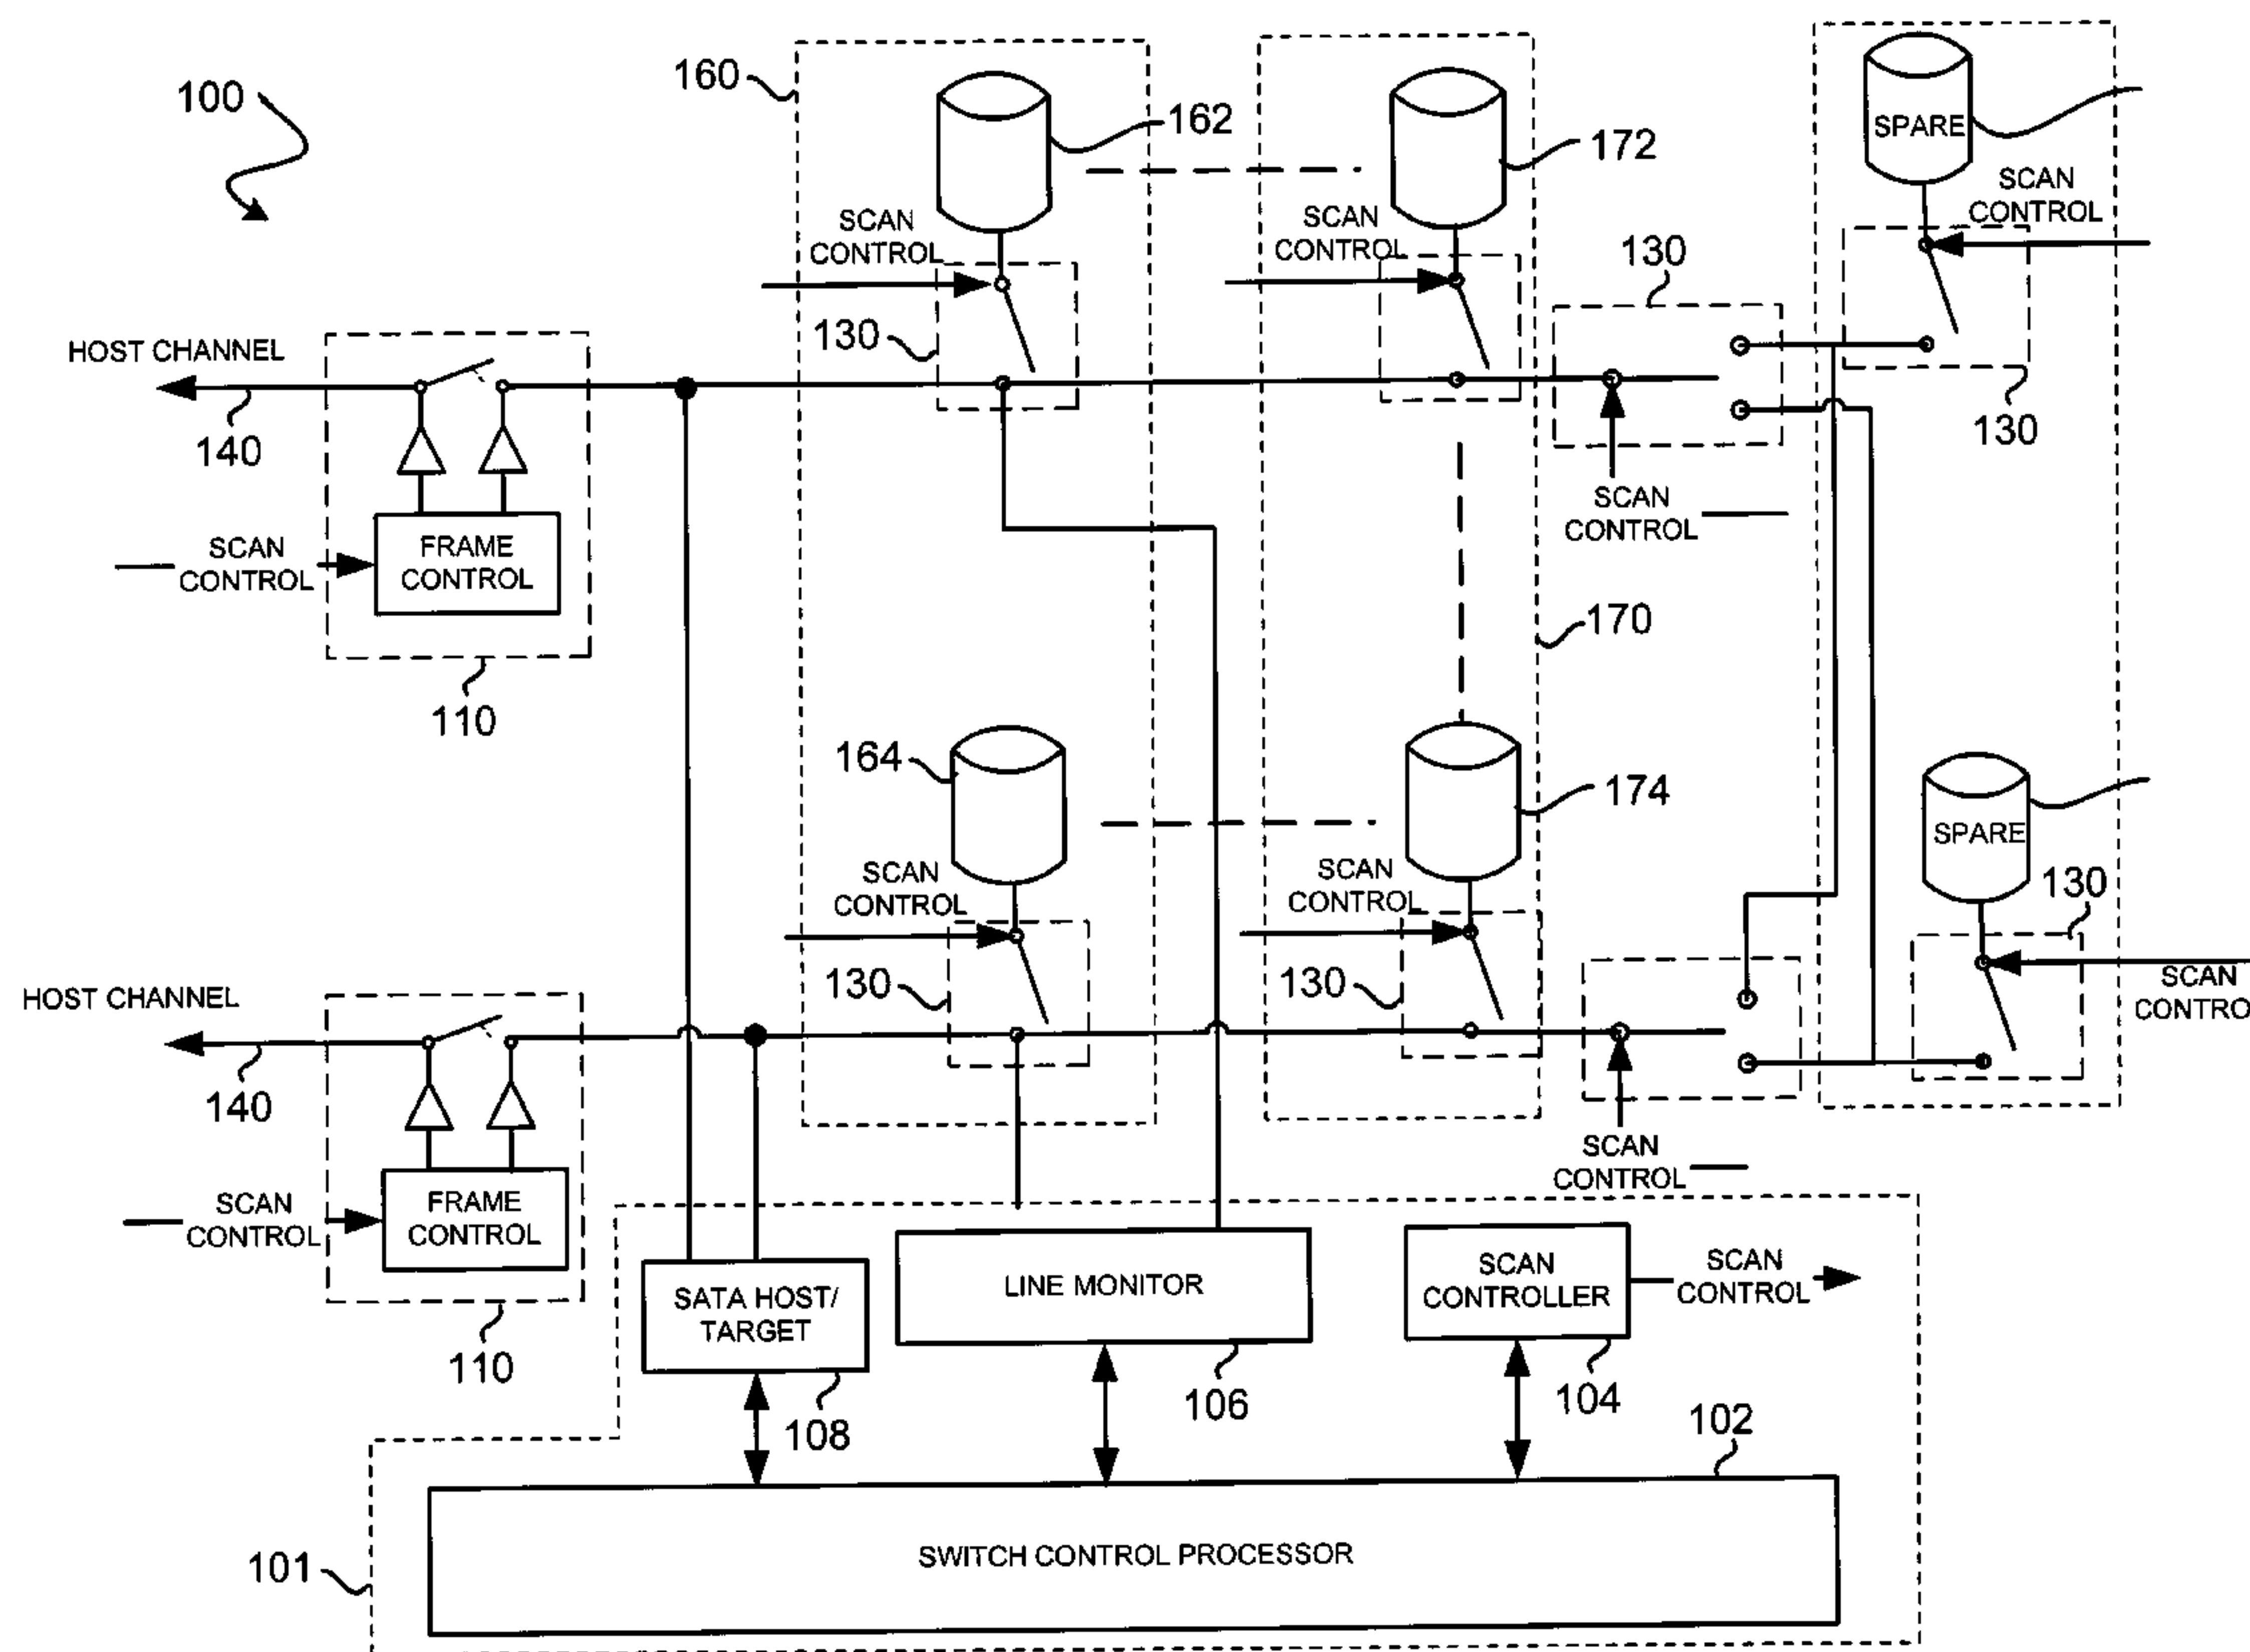 100
160
162
172
SPARE
SCAN
CONTROL
SCAN
CONTROL
SCAN
CONTROL
130
130
130
HOST CHANNEL
140
SCAN
CONTROL
FRAME
CONTROL
110
SCAN
CONTROL
170
164
174
SPARE
SCAN
CONTROL
SCAN
CONTROL
130
130
130
SCAN
CONTRO
HOST CHANNEL
140
SCAN
CONTROL
FRAME
CONTROL
110
SCAN
CONTROL
SATA HOST/
TARGET
108
LINE MONITOR
106
SCAN
CONTROLLER
104
SCAN
CONTROL
102
SWITCH CONTROL PROCESSOR
101